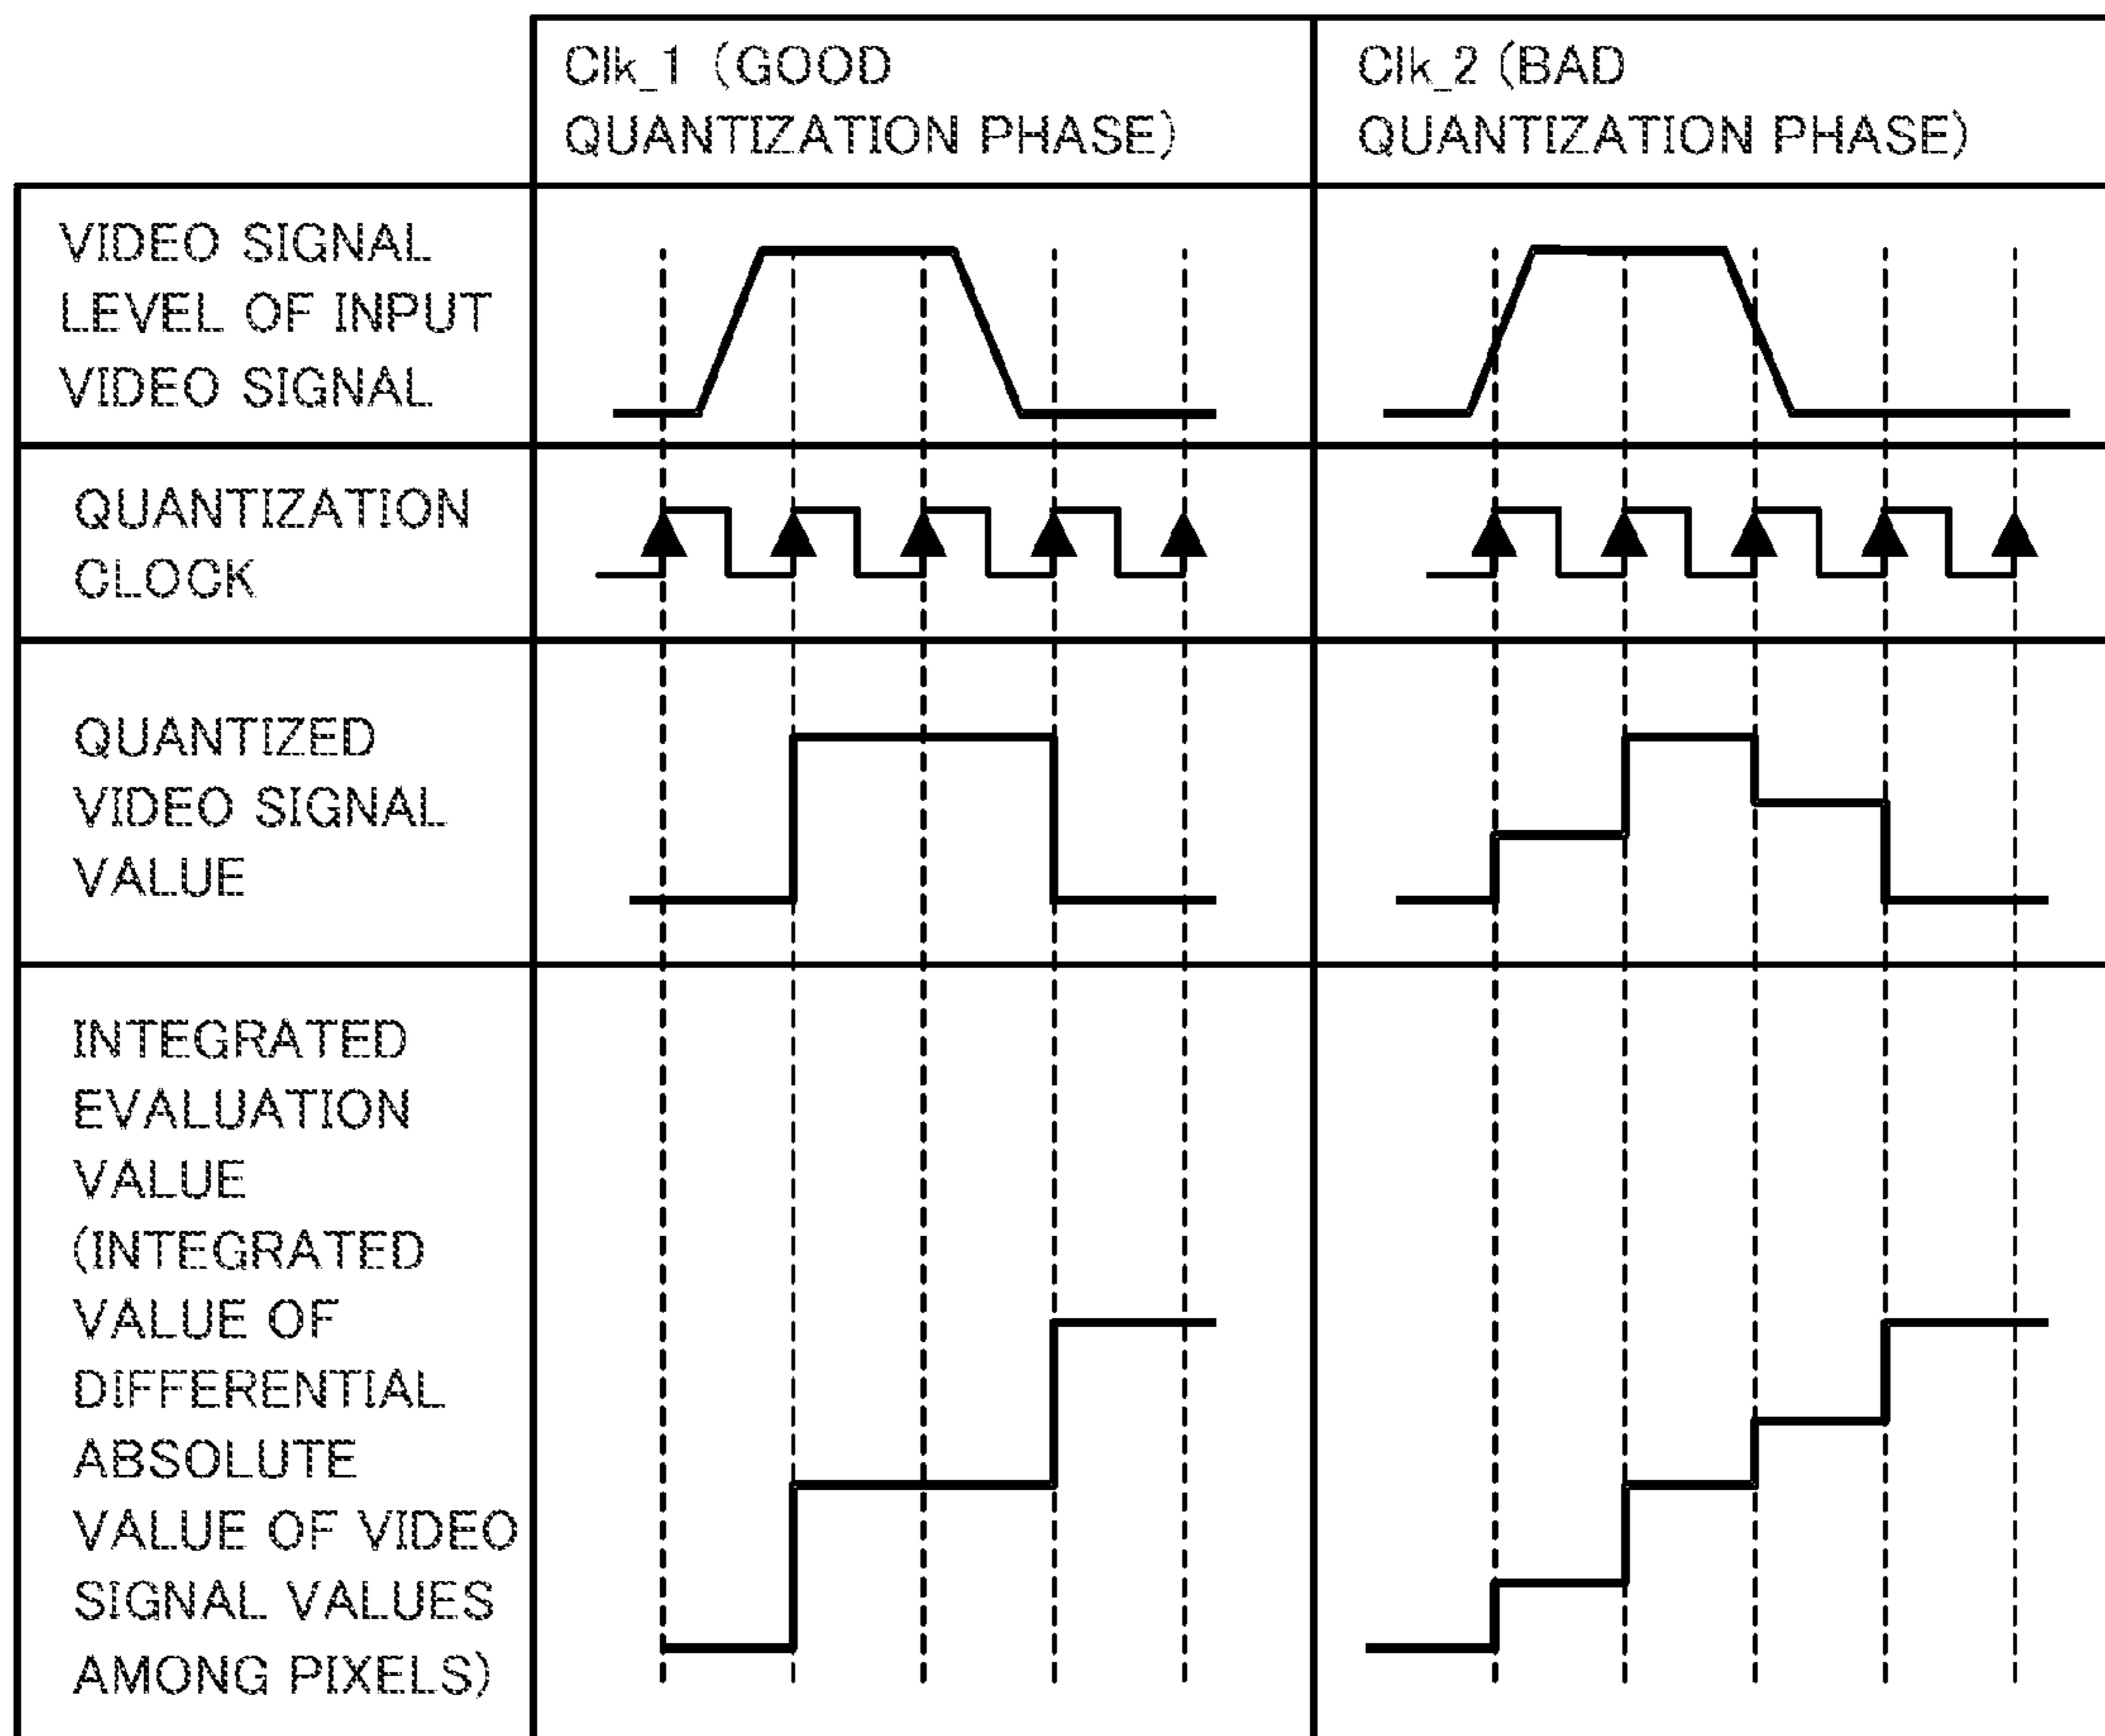 Clk_1 (GOOD
QUANTIZATION PHASE)
Clk_2 (BAD
QUANTIZATION PHASE)
VIDEO SIGNAL
LEVEL OF INPUT
VIDEO SIGNAL
QUANTIZATION
CLOCK
QUANTIZED
VIDEO SIGNAL
VALUE
INTEGRATED
EVALUATION
VALUE
(INTEGRATED
VALUE OF
DIFFERENTIAL
ABSOLUTE
VALUE OF VIDEO
SIGNAL VALUES
AMONG PIXELS)